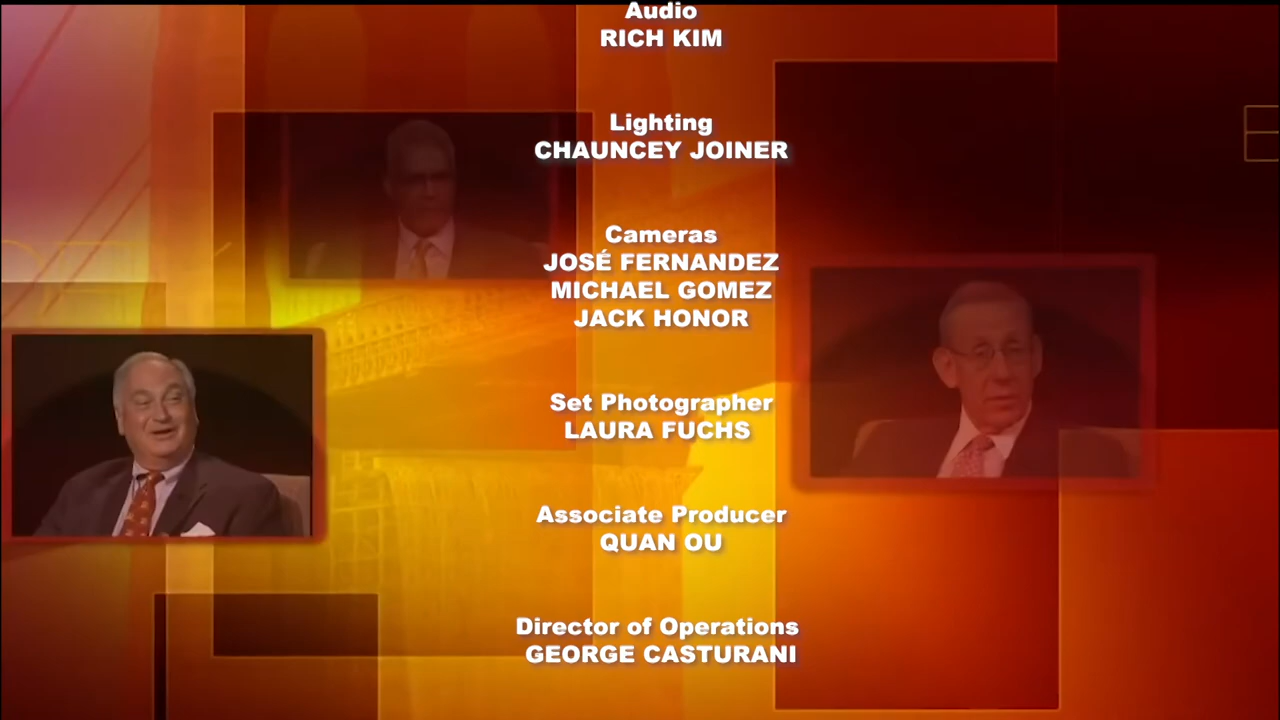 Audio
RICH KIM
Lighting
CHAUNCEY JOINER
Cameras
JOSÉ FERNANDEZ
MICHAEL GOMEZ
JACK HONOR
Set Photographer
LAURA FUCHS
Associate Producer
QUAN OU
Director of Operations
GEORGE CASTURANI